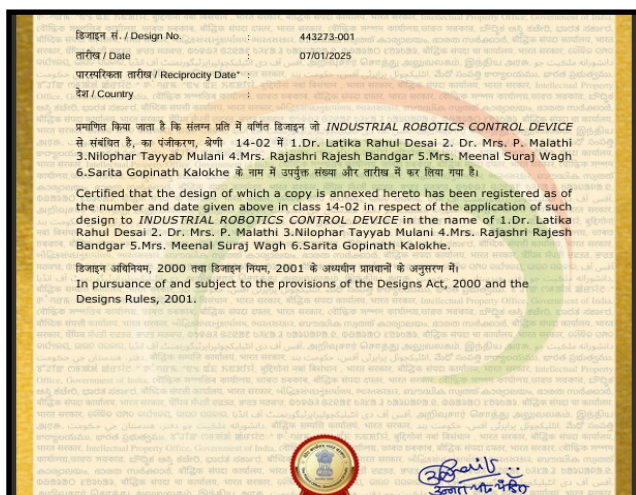 डिजाइन सं. / Design No. : 443273-001
तारीख / Date : 07/01/2025
पारस्परिकता तारीख / Reciprocity Date* :
देश / Country :
प्रमाणित किया जाता है कि संलग्न प्रति में वर्णित डिजाइन जो INDUSTRIAL ROBOTICS CONTROL DEVICE
से संबंधित है, का पंजीकरण, श्रेणी 14-02 में 1.Dr. Latika Rahul Desai 2. Dr. Mrs. P. Malathi
3.Nilophar Tayyab Mulani 4.Mrs. Rajashri Rajesh Bandgar 5.Mrs. Meenal Suraj Wagh
6.Sarita Gopinath Kalokhe के नाम में उपर्युक्त संख्या और तारीख में कर लिया गया है।
Certified that the design of which a copy is annexed hereto has been registered as of
the number and date given above in class 14-02 in respect of the application of such
design to INDUSTRIAL ROBOTICS CONTROL DEVICE in the name of 1.Dr. Latika
Rahul Desai 2. Dr. Mrs. P. Malathi 3.Nilophar Tayyab Mulani 4.Mrs. Rajashri Rajesh
Bandgar 5.Mrs. Meenal Suraj Wagh 6.Sarita Gopinath Kalokhe.
डिजाइन अधिनियम, 2000 तथा डिजाइन नियम, 2001 के अध्यधीन प्रावधानों के अनुसरण में।
In pursuance of and subject to the provisions of the Designs Act, 2000 and the
Designs Rules, 2001.